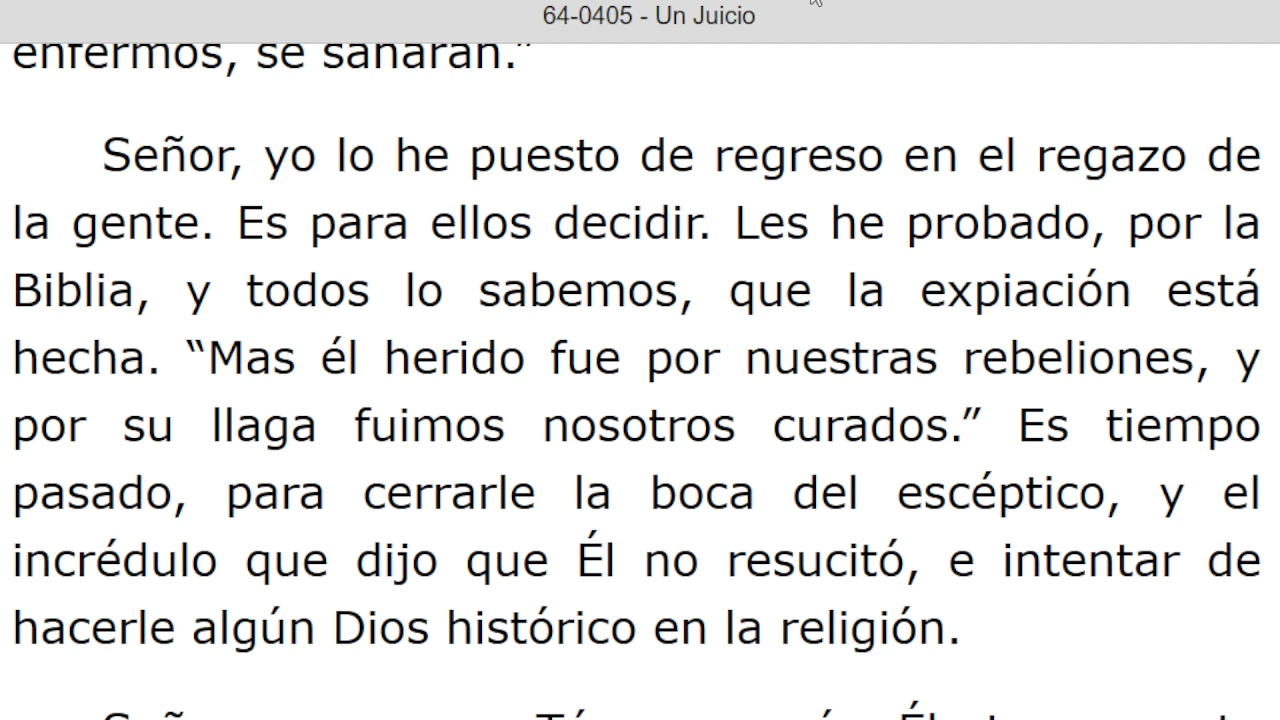 64-0405 - Un Juicio
enfermos, se sanarán.”
Señor, yo lo he puesto de regreso en el regazo de
la gente. Es para ellos decidir. Les he probado, por la
Biblia, y todos lo sabemos, que la expiación está
hecha. “Mas él herido fue por nuestras rebeliones, y
por su llaga fuimos nosotros curados.” Es tiempo
pasado, para cerrarle la boca del escéptico, y el
incrédulo que dijo que Él no resucitó, e intentar de
hacerle algún Dios histórico en la religión.